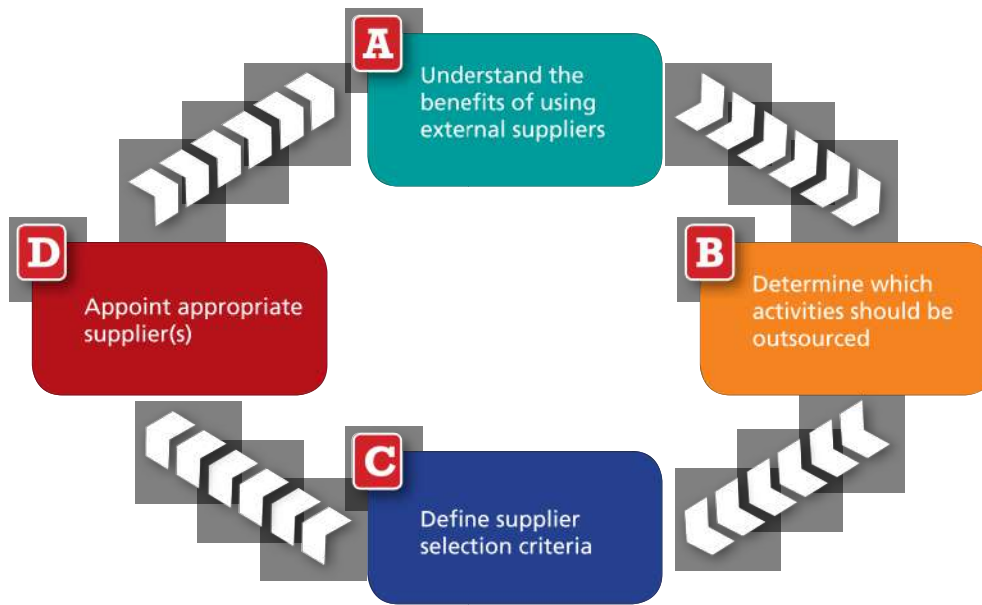 A
Understand the
benefits of using
external suppliers
B
Determine which
activities should be
outsourced
C
Define supplier
selection criteria
D
Appoint appropriate
supplier(s)